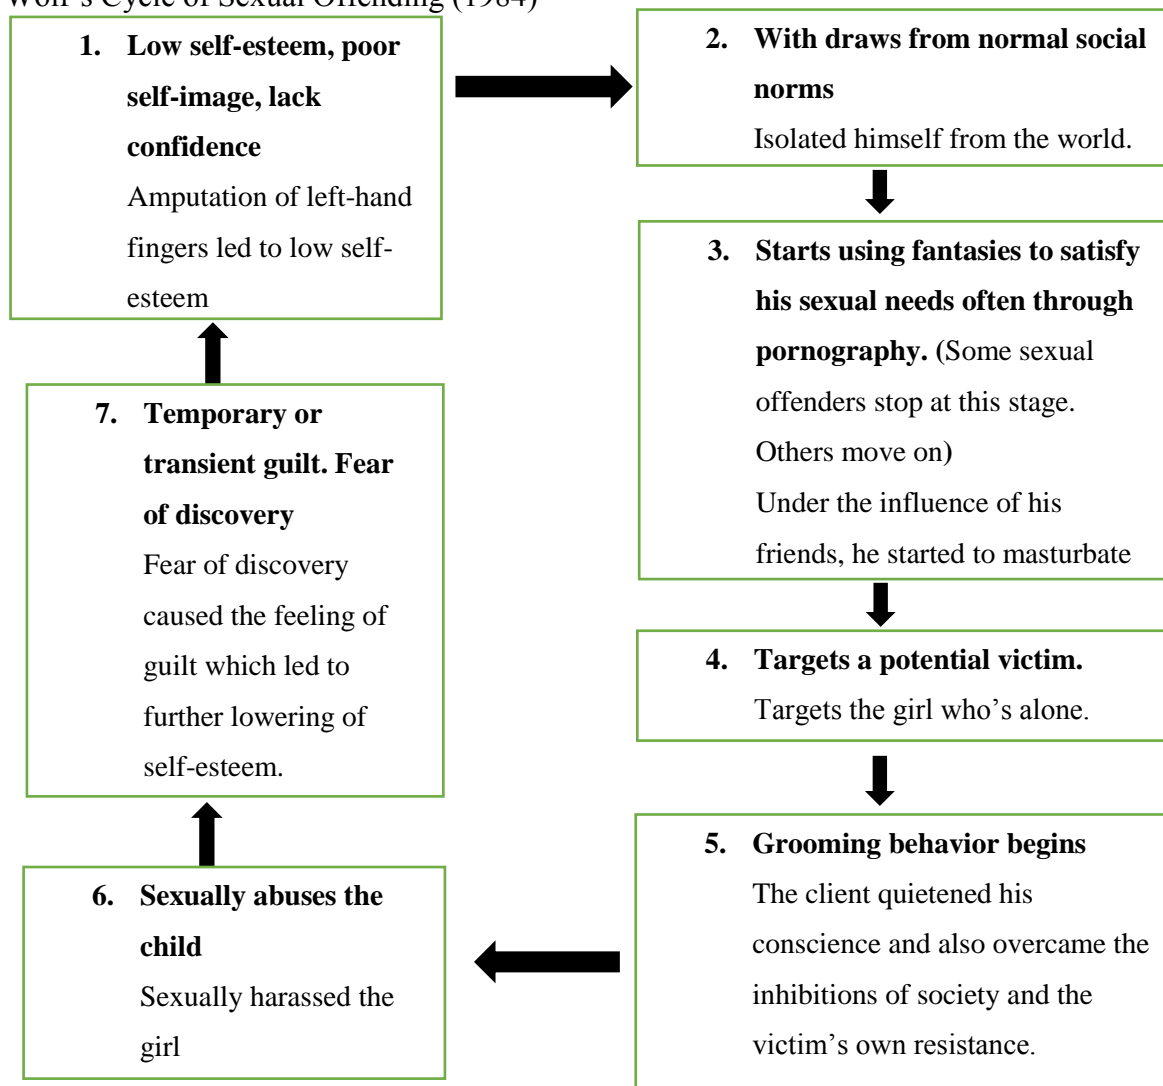 Wolf's Cycle of Sexual Offending (1984)
1. Low self-esteem, poor
self-image, lack
confidence
Amputation of left-hand
fingers led to low self-
esteem
2. With draws from normal social
norms
Isolated himself from the world.
3. Starts using fantasies to satisfy
his sexual needs often through
pornography. (Some sexual
offenders stop at this stage.
Others move on)
Under the influence of his
friends, he started to masturbate
4. Targets a potential victim.
Targets the girl who's alone.
5. Grooming behavior begins
The client quietened his
conscience and also overcame the
inhibitions of society and the
victim's own resistance.
6. Sexually abuses the
child
Sexually harassed the
girl
7. Temporary or
transient guilt. Fear
of discovery
Fear of discovery
caused the feeling of
guilt which led to
further lowering of
self-esteem.